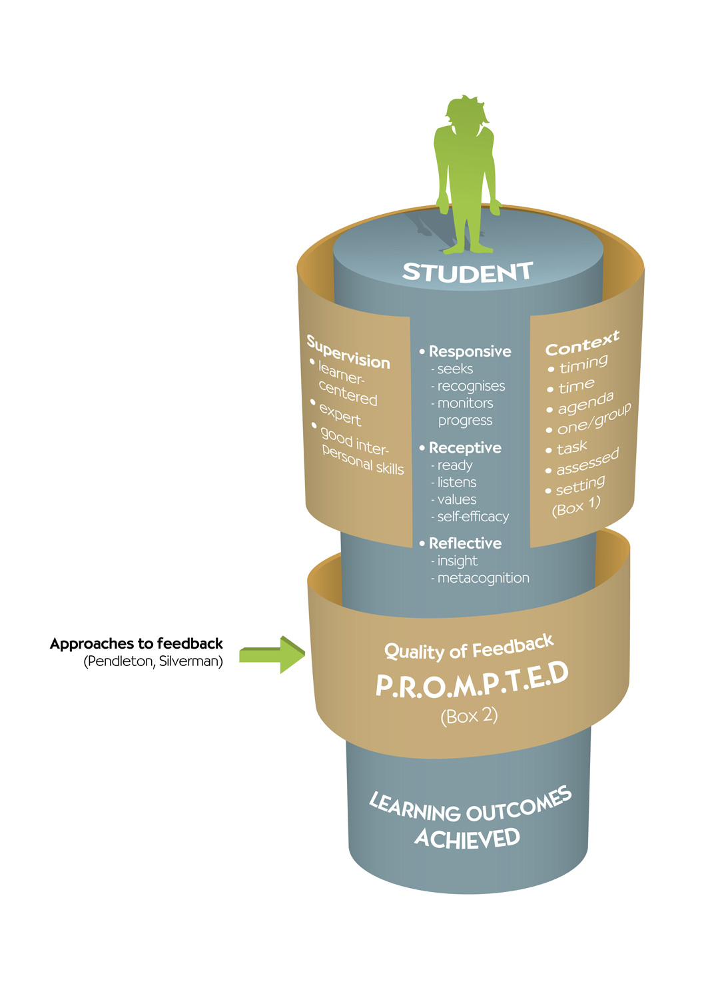 STUDENT
Supervision
• learner-
centered
• expert
• good inter-
personal skills
• Responsive
- seeks
- recognises
- monitors
progress
• Receptive
- ready
- listens
- values
- self-efficacy
• Reflective
- insight
- metacognition
Context
• timing
• time
• agenda
• one/group
• task
• assessed
• setting
(Box 1)
Approaches to feedback
(Pendleton, Silverman)
Quality of Feedback
P.R.O.M.P.T.E.D
(Box 2)
LEARNING OUTCOMES
ACHIEVED